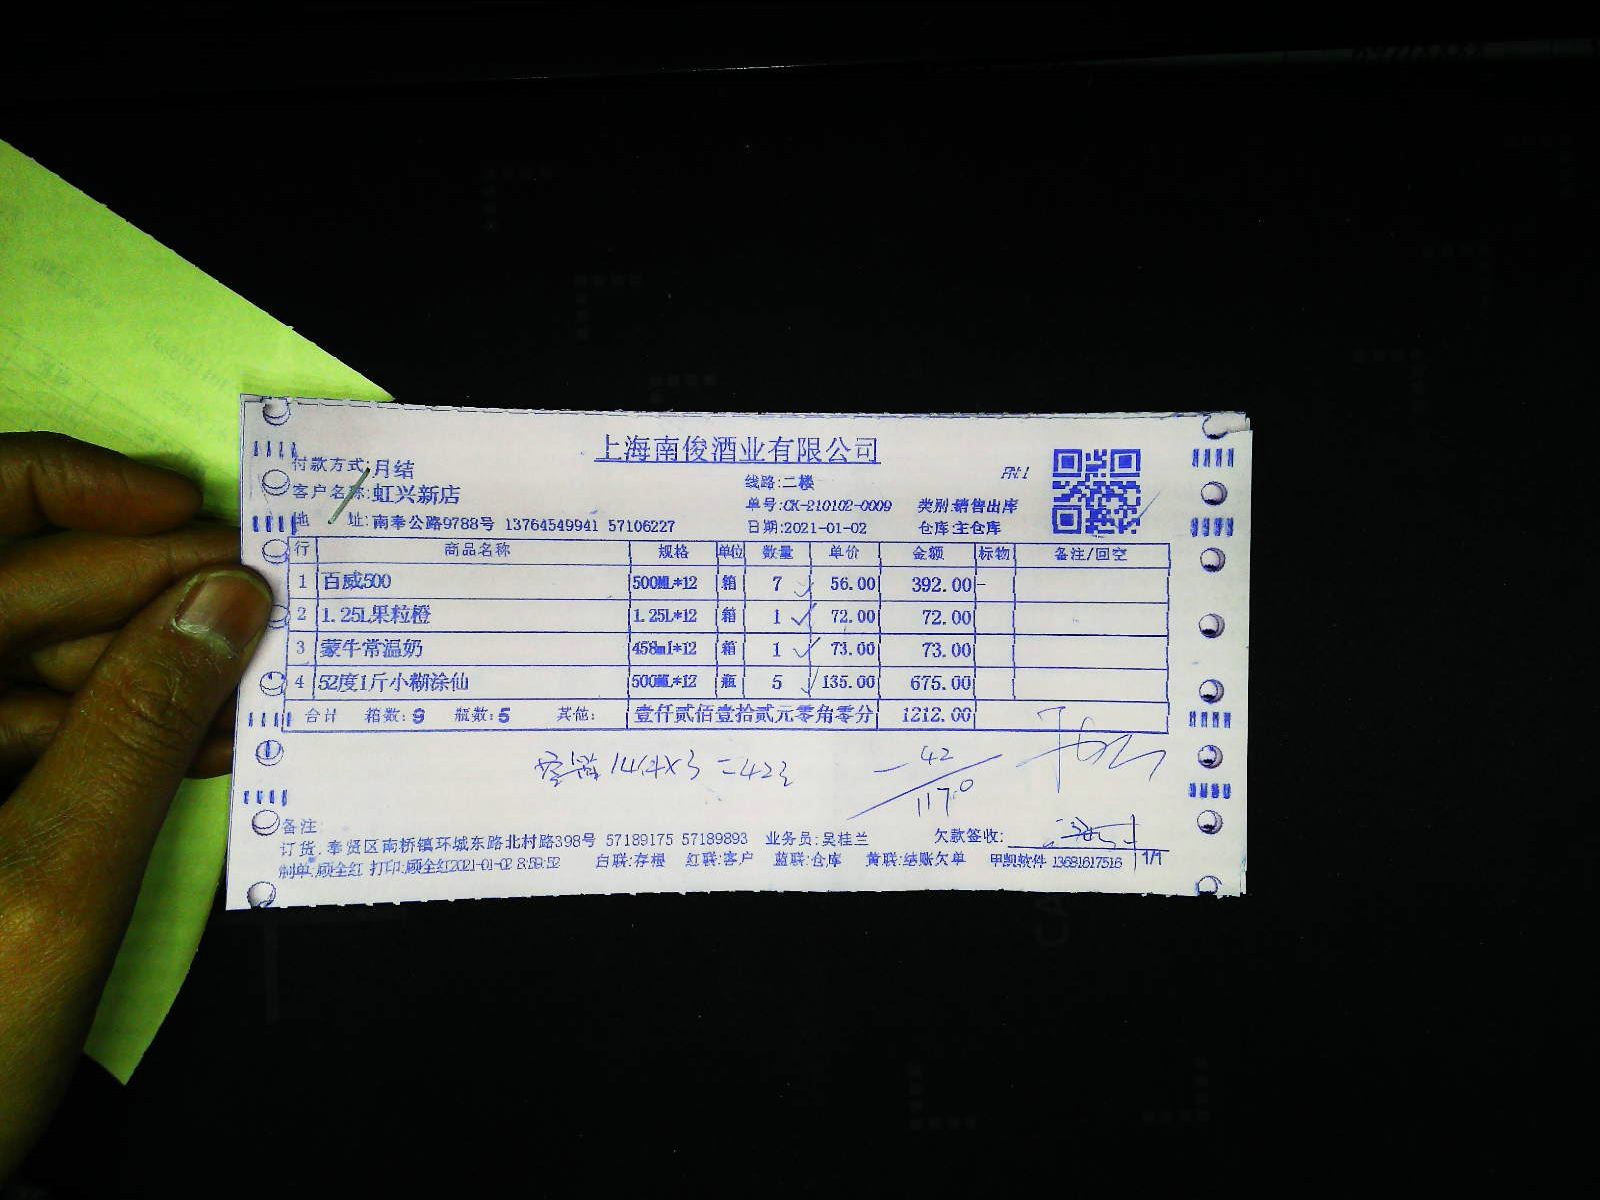 上海南俊酒业有限公司
付款方式:月结
线路:二楼
客户名称:虹兴新店
单号:CK-210102-0009 类别:销售出库
地 址:南奉公路9788号 13764549941 57106227
日期:2021-01-02 仓库:主仓库
行 商品名称 规格 单位 数量 单价 金额 标物 备注/回空
1 百威500 500ML*12 箱 7 56.00 392.00 -
2 1.25L果粒橙 1.25L*12 箱 1 72.00 72.00
3 蒙牛常温奶 458ml*12 箱 1 73.00 73.00
4 52度1斤小糊涂仙 500ML*12 瓶 5 135.00 675.00
合计 箱数:9 瓶数:5 其他: 壹仟贰佰壹拾贰元零角零分 1212.00
14个×3=42元 -42
1170
备注:
订货:奉贤区南桥镇环城东路北村路398号 57189175 57189893 业务员:吴桂兰 欠款签收:
制单:顾全红 打印:顾全红2021-01-02 8:59:52 白联:存根 红联:客户 蓝联:仓库 黄联:结账欠单 甲凯软件 13681617516 1/1